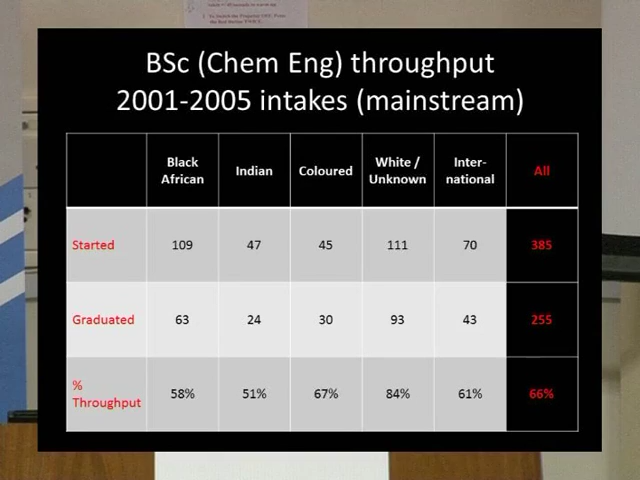 BSc (Chem Eng) throughput
2001-2005 intakes (mainstream)
Black African Indian Coloured White / Unknown Inter-national All
Started 109 47 45 111 70 385
Graduated 63 24 30 93 43 255
% Throughput 58% 51% 67% 84% 61% 66%